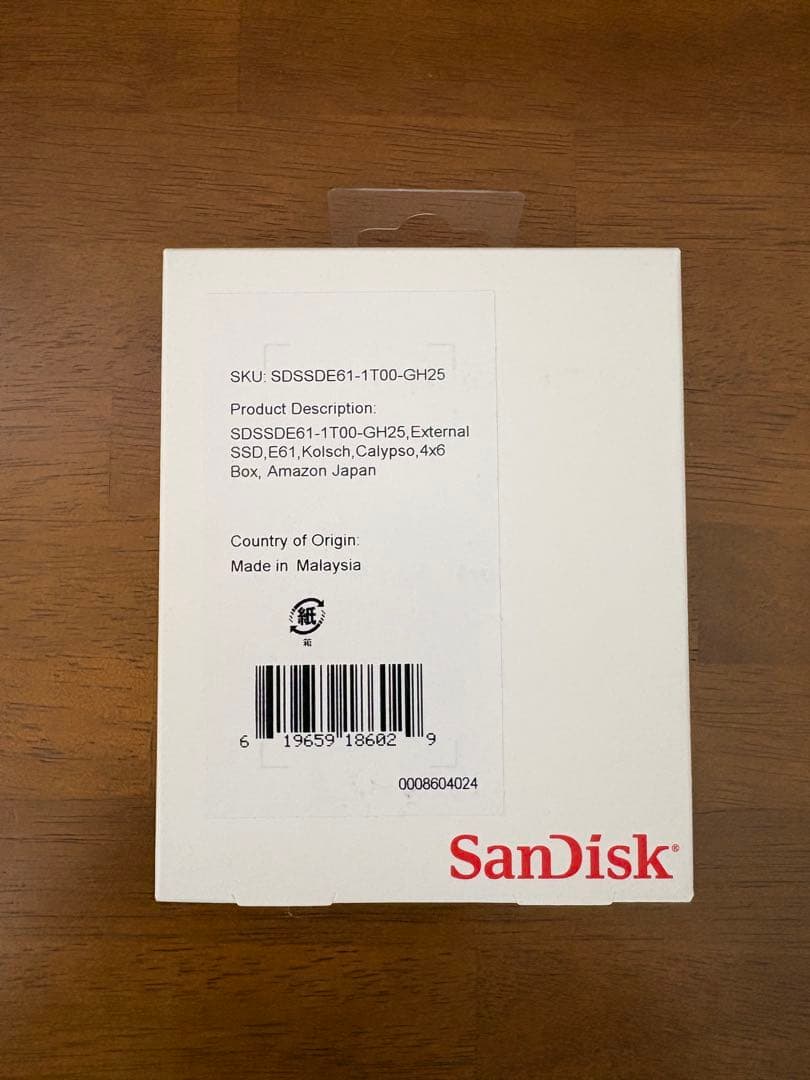 SKU: SDSSDE61-1T00-GH25
Product Description:
SDSSDE61-1T00-GH25,External
SSD,E61,Kolsch,Calypso,4x6
Box, Amazon Japan
Country of Origin:
Made in Malaysia
紙
箱
6 19659 18602 9
0008604024
SanDisk®